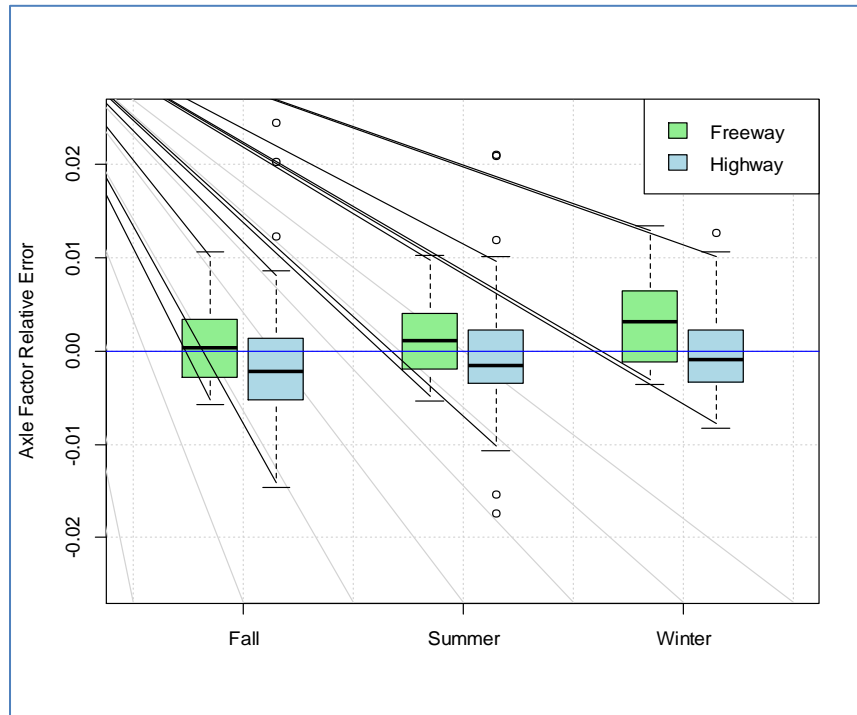 Freeway
Highway
Axle Factor Relative Error
0.02
0.01
0.00
-0.01
-0.02
Fall Summer Winter